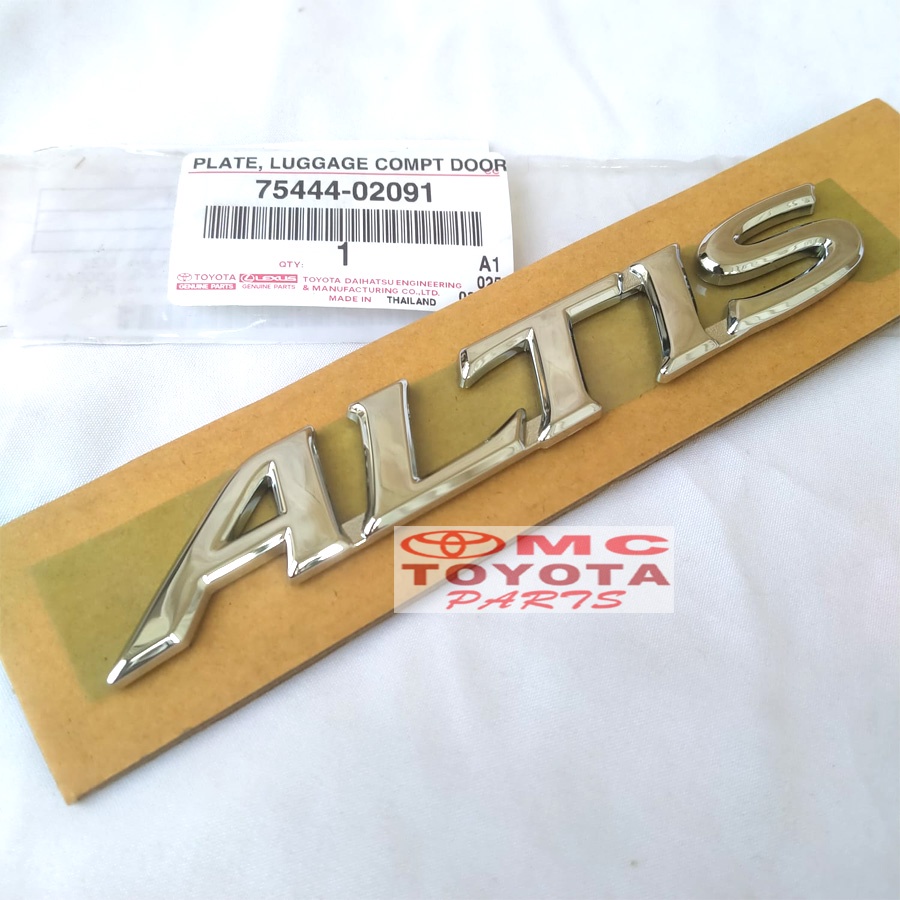 PLATE, LUGGAGE COMPT DOOR
75444-02091
1
QTY:
A1
TOYOTA LEXUS TOYOTA DAIHATSU ENGINEERING
GENUINE PARTS GENUINE PARTS & MANUFACTURING CO.,LTD.
MADE IN THAILAND
ALTIS
MC
TOYOTA
PARTS